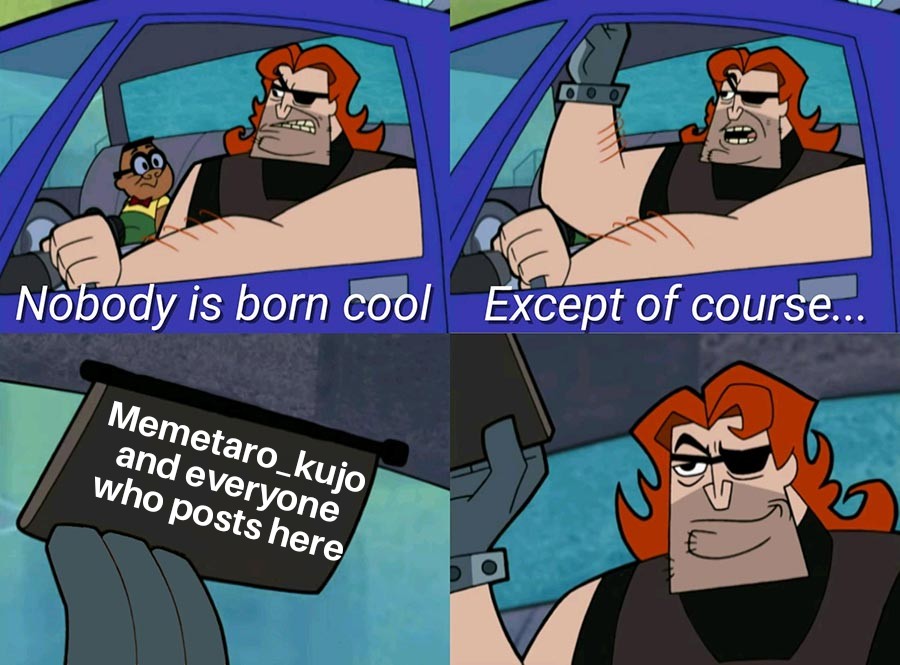 Nobody is born cool
Except of course...
Memetaro_kujo
and everyone
who posts here